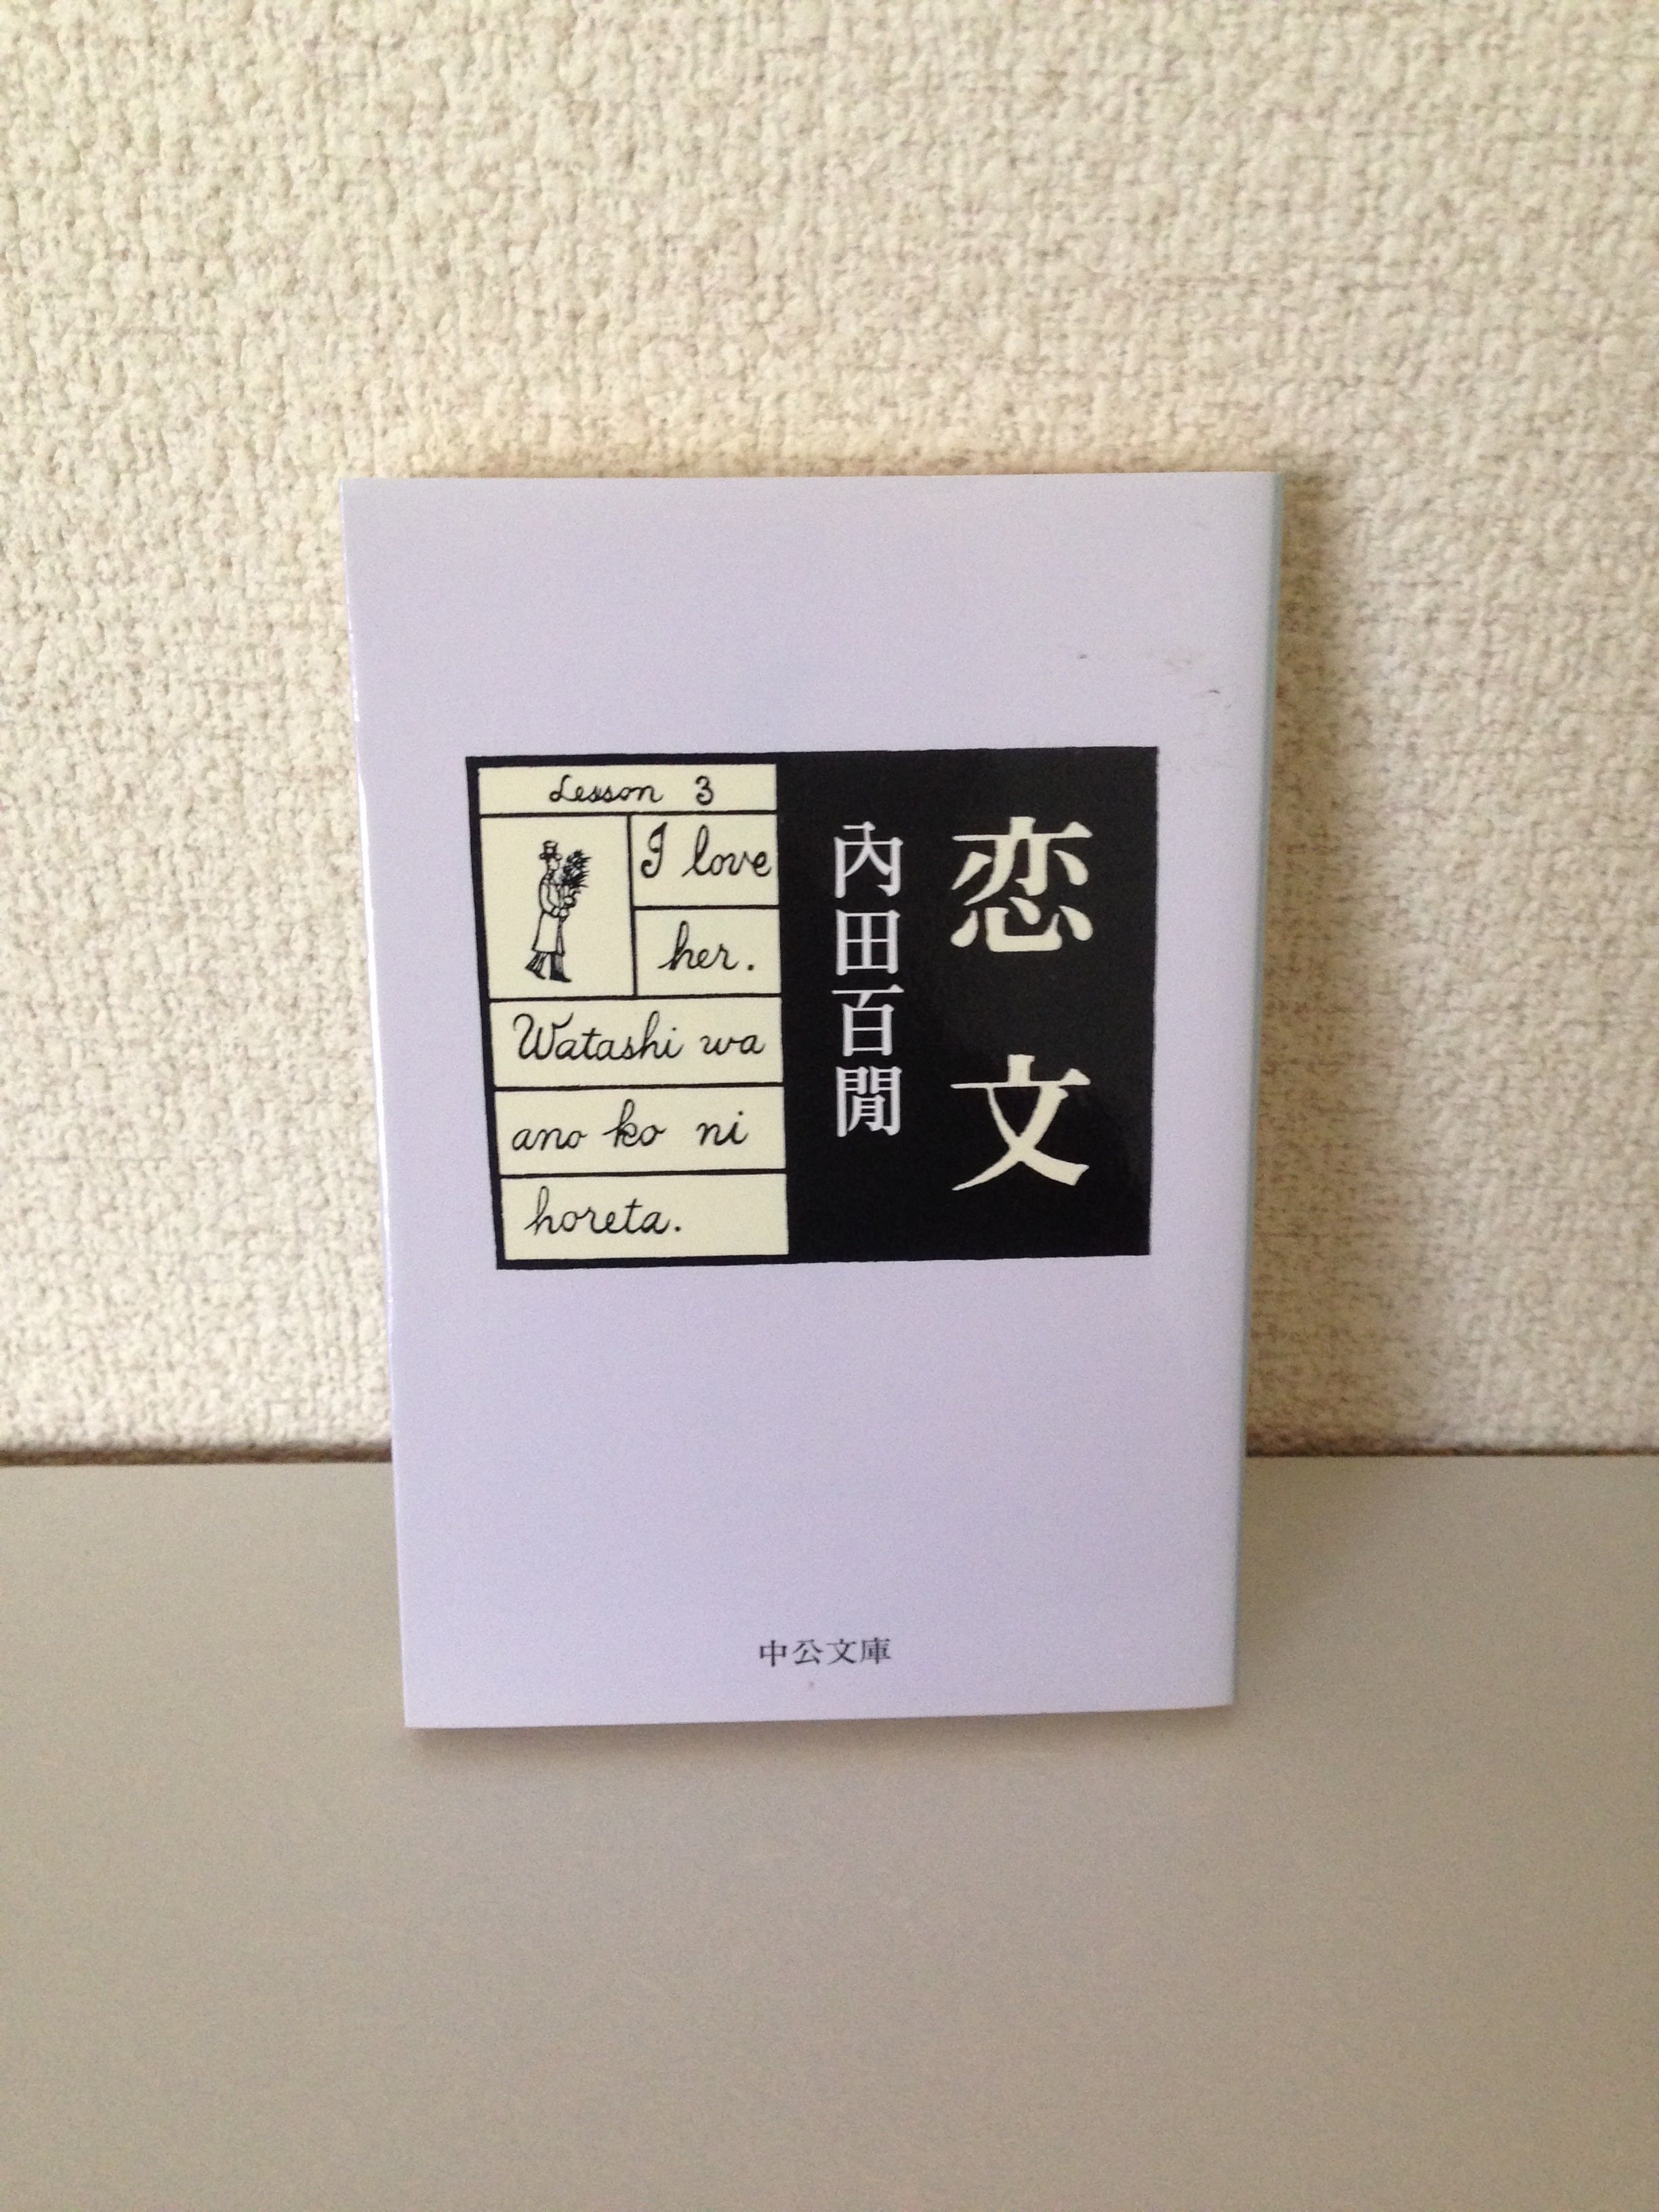 恋文
內田百閒
Lesson 3
I love
her.
Watashi wa
ano ko ni
horeta.
中公文庫